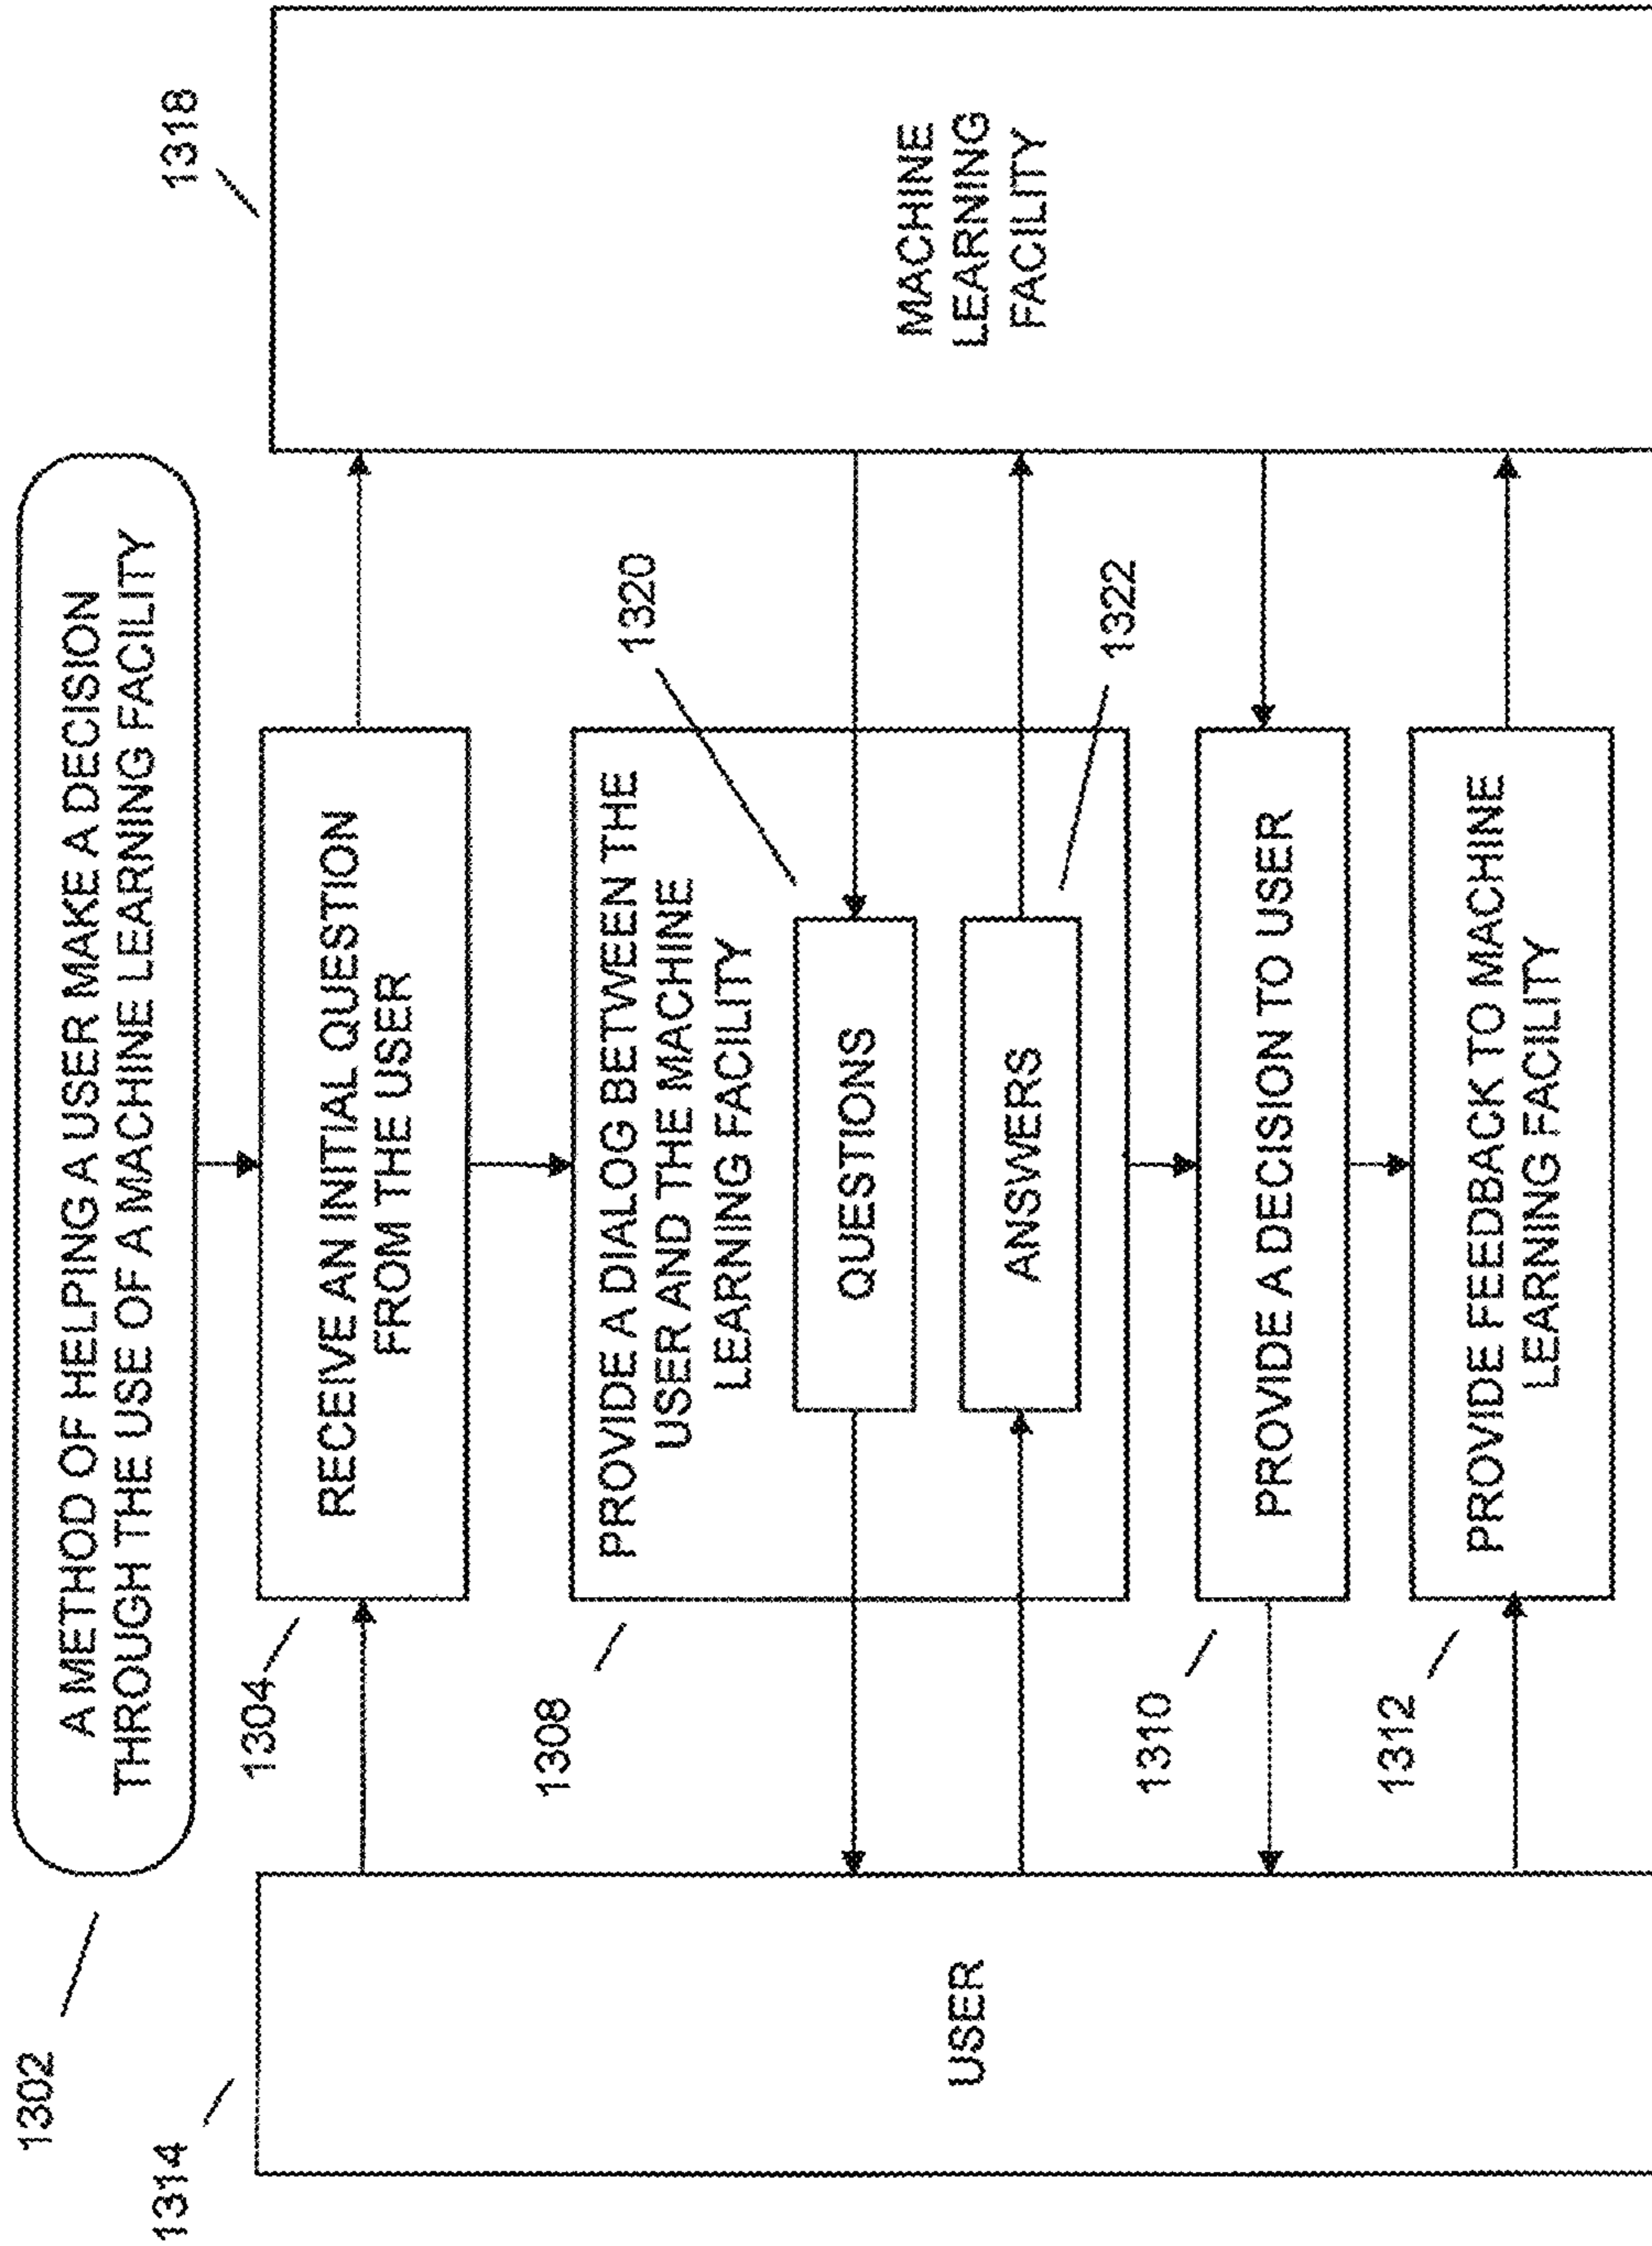 1302
A METHOD OF HELPING A USER MAKE A DECISION
THROUGH THE USE OF A MACHINE LEARNING FACILITY
1314
USER
1304
RECEIVE AN INITIAL QUESTION
FROM THE USER
1308
PROVIDE A DIALOG BETWEEN THE
USER AND THE MACHINE
LEARNING FACILITY
1320
QUESTIONS
ANSWERS
1322
1310
PROVIDE A DECISION TO USER
1312
PROVIDE FEEDBACK TO MACHINE
LEARNING FACILITY
1318
MACHINE
LEARNING
FACILITY